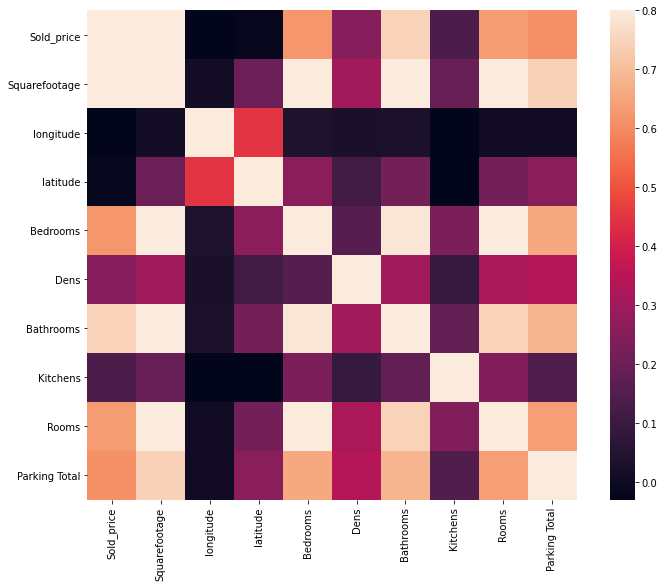 Sold_price
Squarefootage
longitude
latitude
Bedrooms
Dens
Bathrooms
Kitchens
Rooms
Parking Total
Sold_price
Squarefootage
longitude
latitude
Bedrooms
Dens
Bathrooms
Kitchens
Rooms
Parking Total
0.8
0.7
0.6
0.5
0.4
0.3
0.2
0.1
0.0